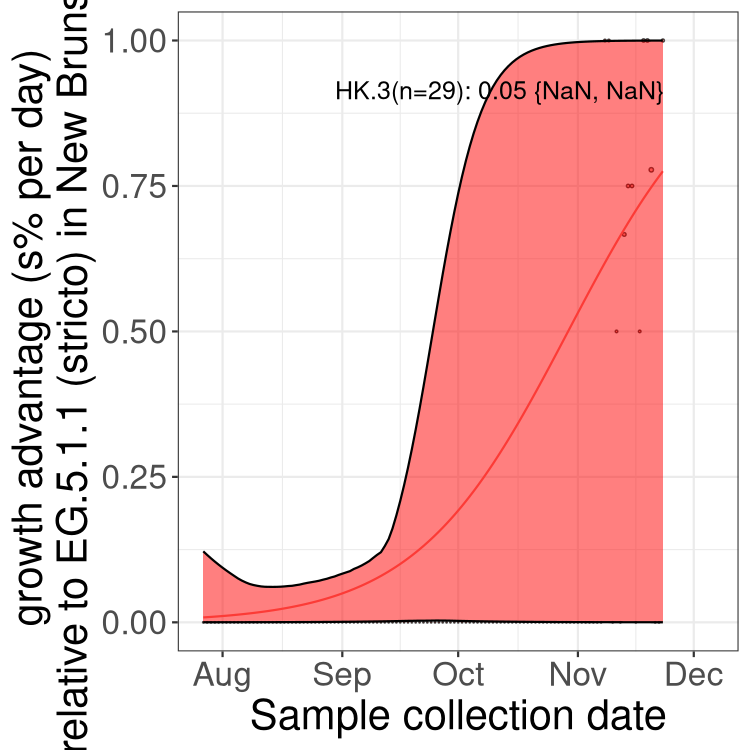 growth advantage (s% per day)
relative to EG.5.1.1 (stricto) in New Bruns
1.00
0.75
0.50
0.25
0.00
HK.3(n=29): 0.05 {NaN, NaN}
Aug Sep Oct Nov Dec
Sample collection date